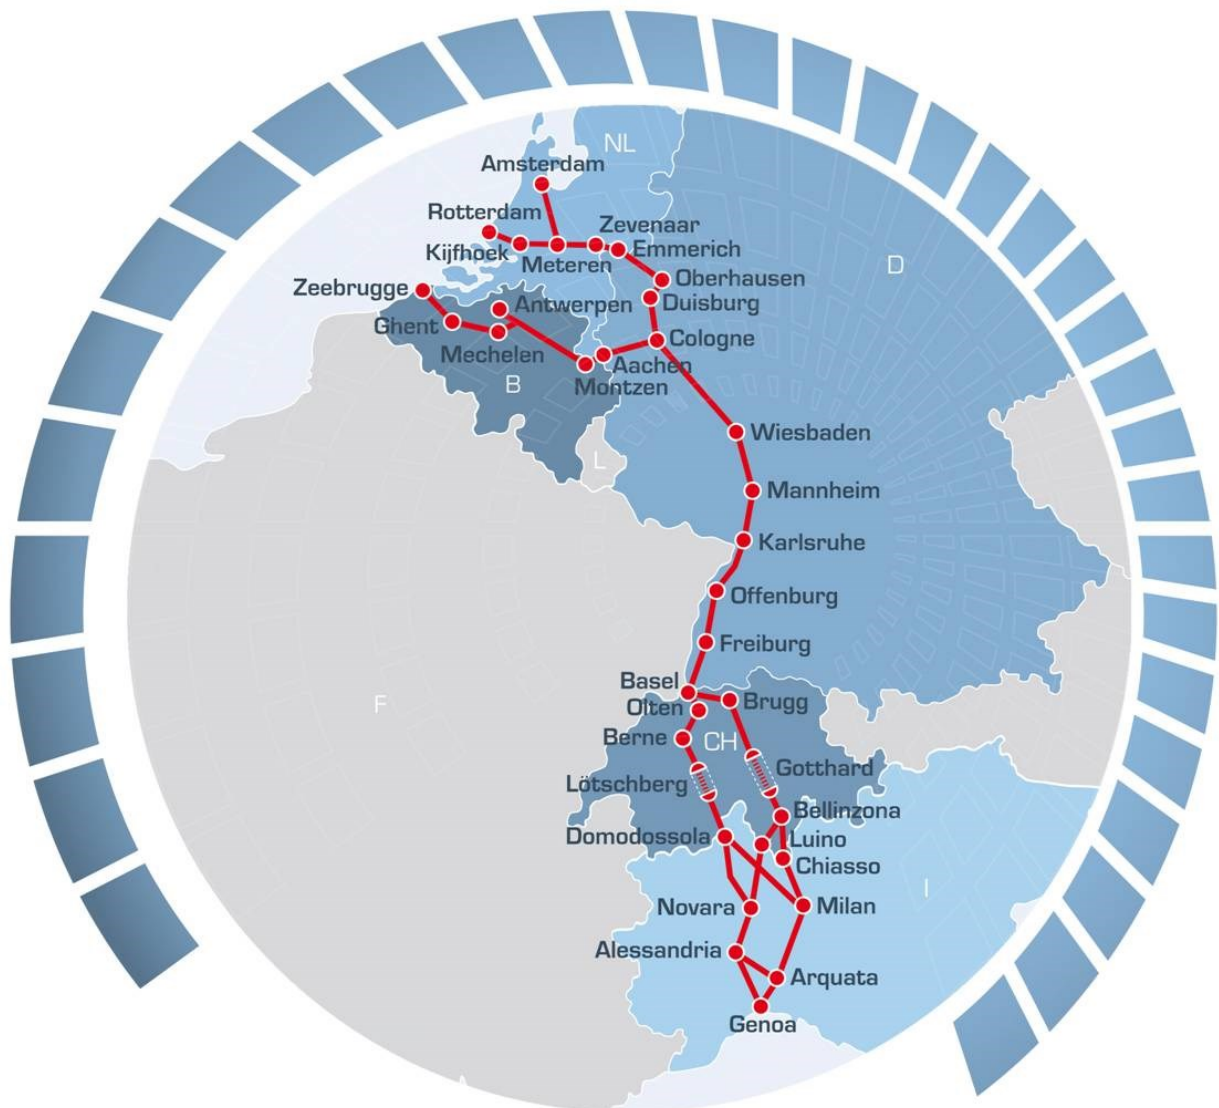 NL
Amsterdam
Rotterdam
Zevenaar
Kijfhoek
Emmerich
Meteren
D
Oberhausen
Zeebrugge
Antwerpen
Duisburg
Ghent
Cologne
Mechelen
Aachen
B
Montzen
Wiesbaden
L
Mannheim
Karlsruhe
Offenburg
Freiburg
Basel
F
Olten
Brugg
Berne
CH
Gotthard
Lötschberg
Bellinzona
Domodossola
Luino
Chiasso
I
Novara
Milan
Alessandria
Arquata
Genoa